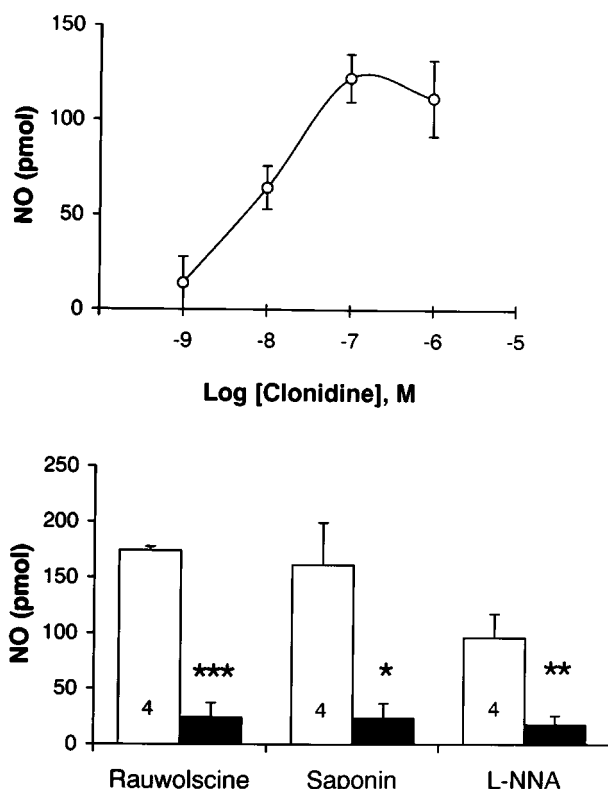 150
100
50
0
NO (pmol)
-9 -8 -7 -6 -5
Log [Clonidine], M
250
200
150
100
50
0
NO (pmol)
*** * **
4 4 4
Rauwolscine Saponin L-NNA